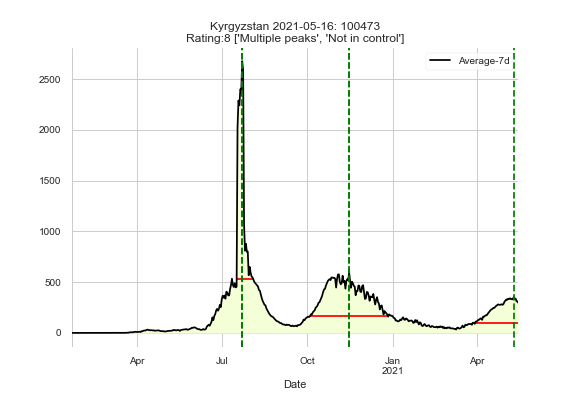 Kyrgyzstan 2021-05-16: 100473
Rating:8 ['Multiple peaks', 'Not in control']
Average-7d
2500
2000
1500
1000
500
0
Apr
Jul
Oct
Jan
2021
Apr
Date